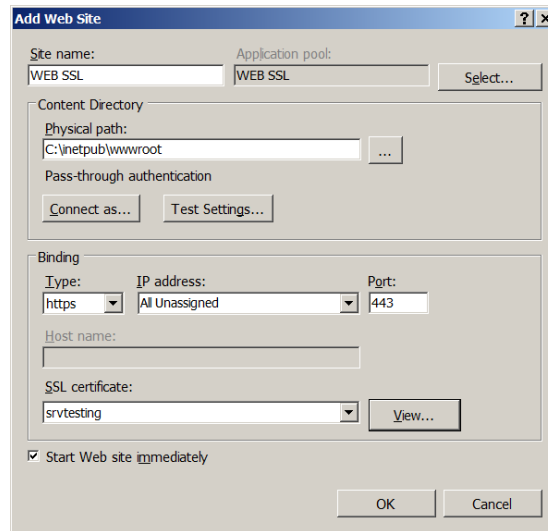 Add Web Site
Site name:
Application pool:
WEB SSL
WEB SSL
Select...
Content Directory
Physical path:
C:\inetpub\wwwroot
...
Pass-through authentication
Connect as...
Test Settings...
Binding
Type:
IP address:
Port:
https
All Unassigned
443
Host name:
SSL certificate:
srvtesting
View...
Start Web site immediately
OK
Cancel